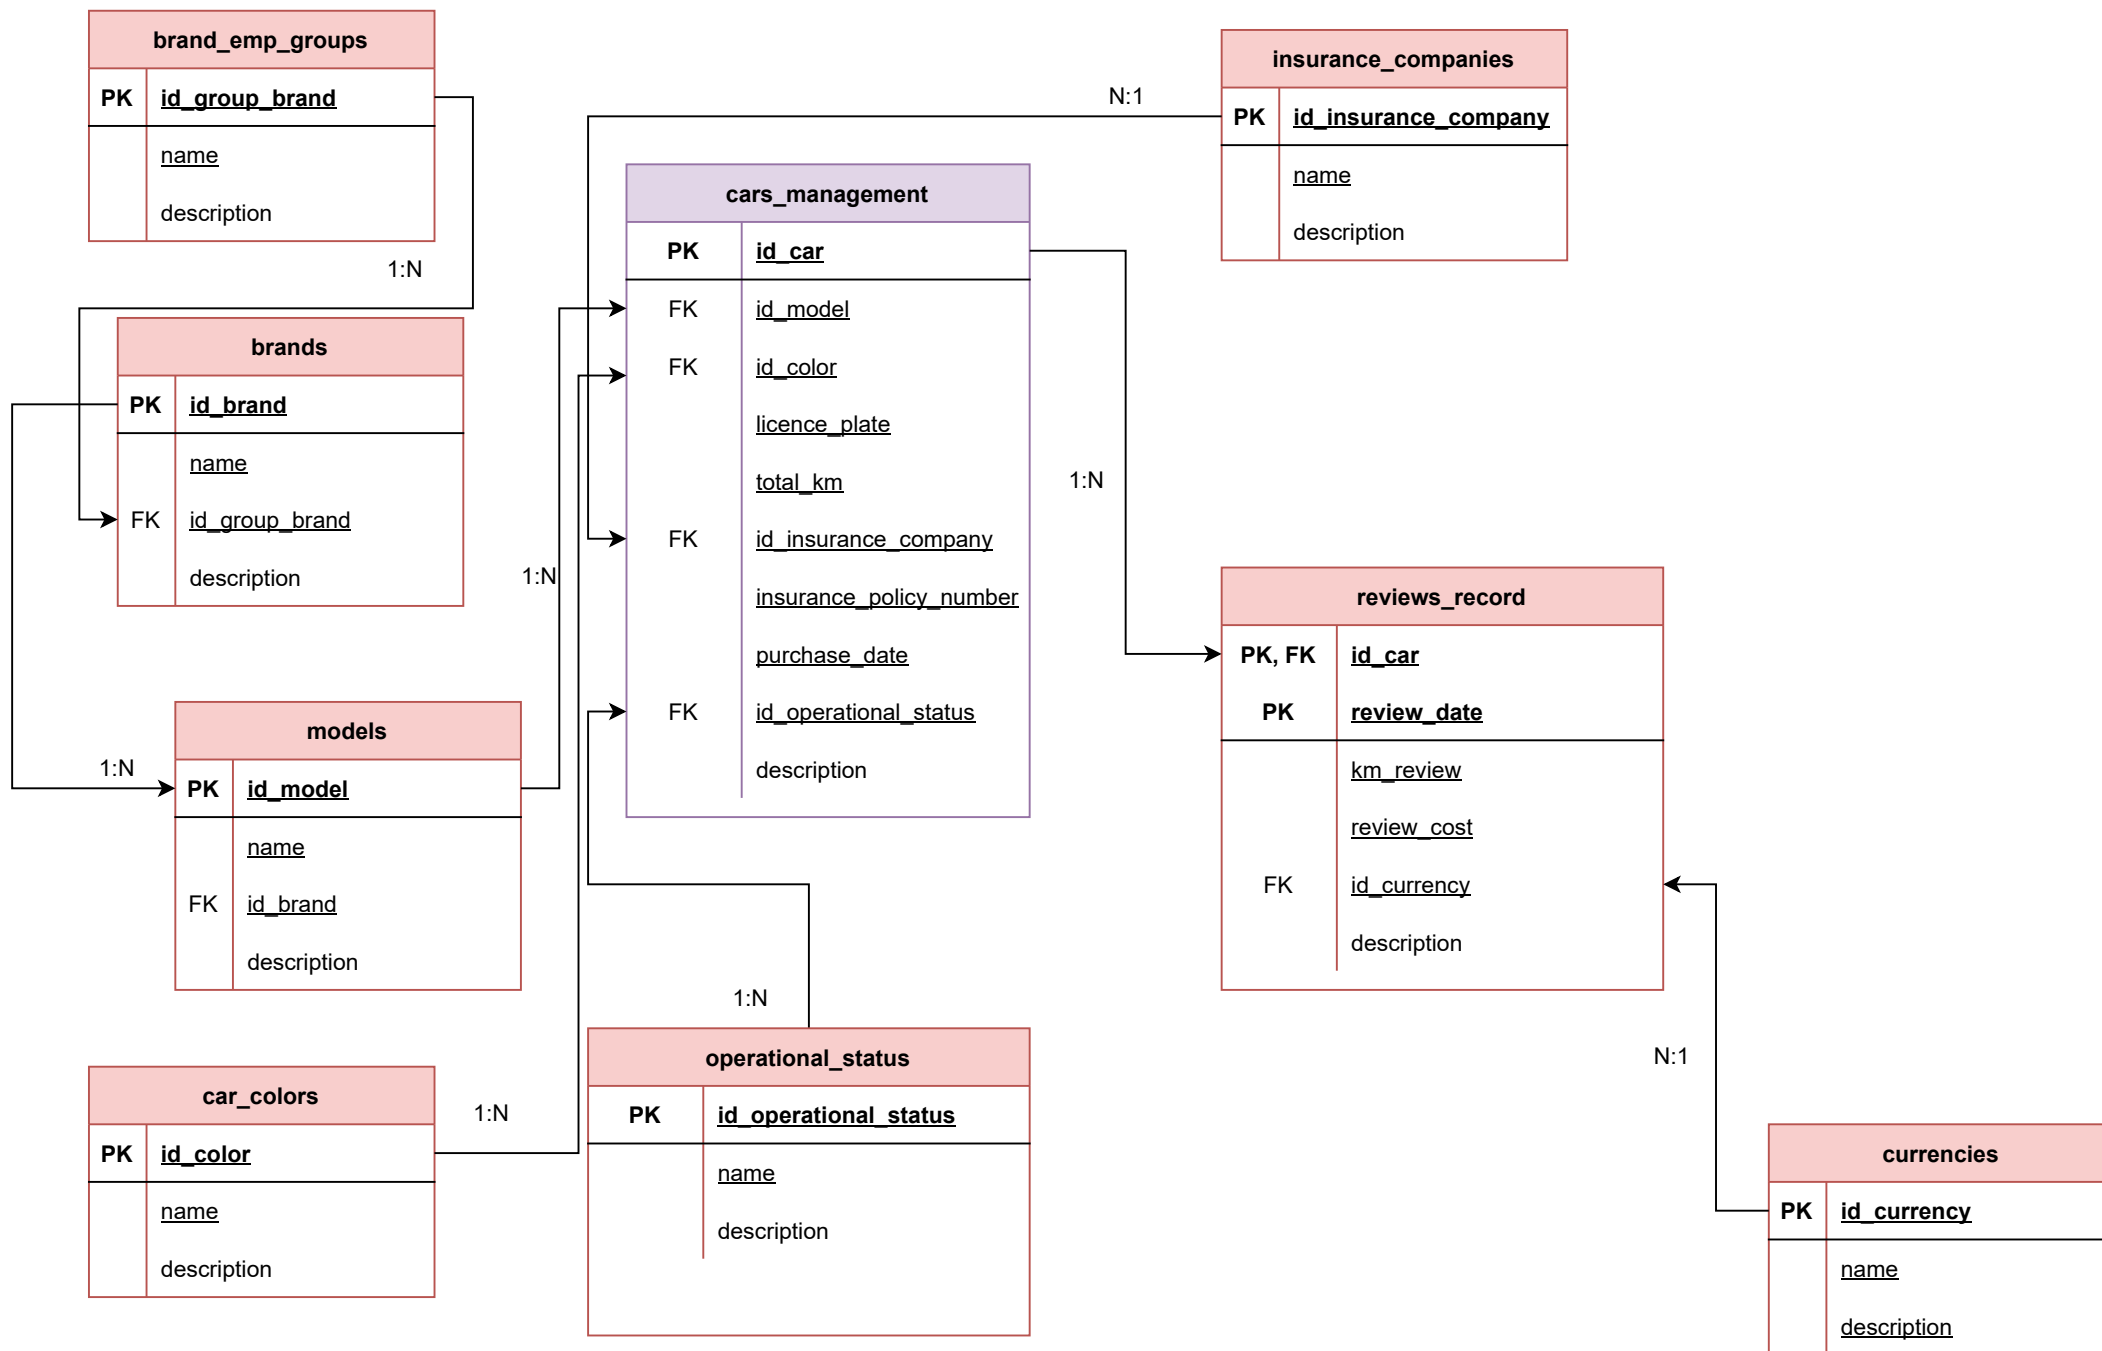 brand_emp_groups
PK id_group_brand
name
description
1:N
brands
PK id_brand
name
FK id_group_brand
description
1:N
models
PK id_model
name
FK id_brand
description
1:N
car_colors
PK id_color
name
description
1:N
cars_management
PK id_car
FK id_model
FK id_color
licence_plate
total_km
FK id_insurance_company
insurance_policy_number
purchase_date
FK id_operational_status
description
1:N
operational_status
PK id_operational_status
name
description
N:1
insurance_companies
PK id_insurance_company
name
description
1:N
reviews_record
PK, FK id_car
PK review_date
km_review
review_cost
FK id_currency
description
N:1
currencies
PK id_currency
name
description